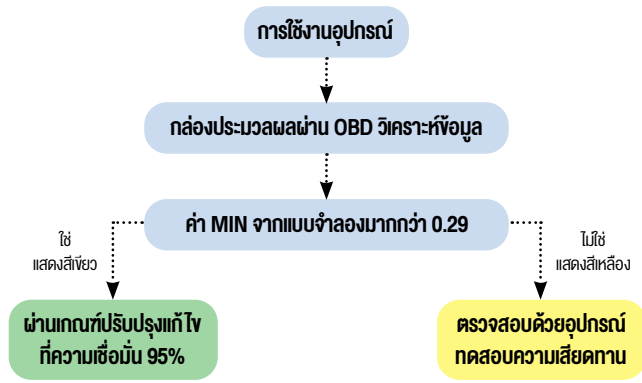 การใช้งานอุปกรณ์
กล่องประมวลผลผ่าน OBD วิเคราะห์ข้อมูล
ค่า MIN จากแบบจำลองมากกว่า 0.29
ใช่
แสดงสีเขียว
ไม่ใช่
แสดงสีเหลือง
ผ่านเกณฑ์ปรับปรุงแก้ไข
ที่ความเชื่อมั่น 95%
ตรวจสอบด้วยอุปกรณ์
ทดสอบความเสียดทาน